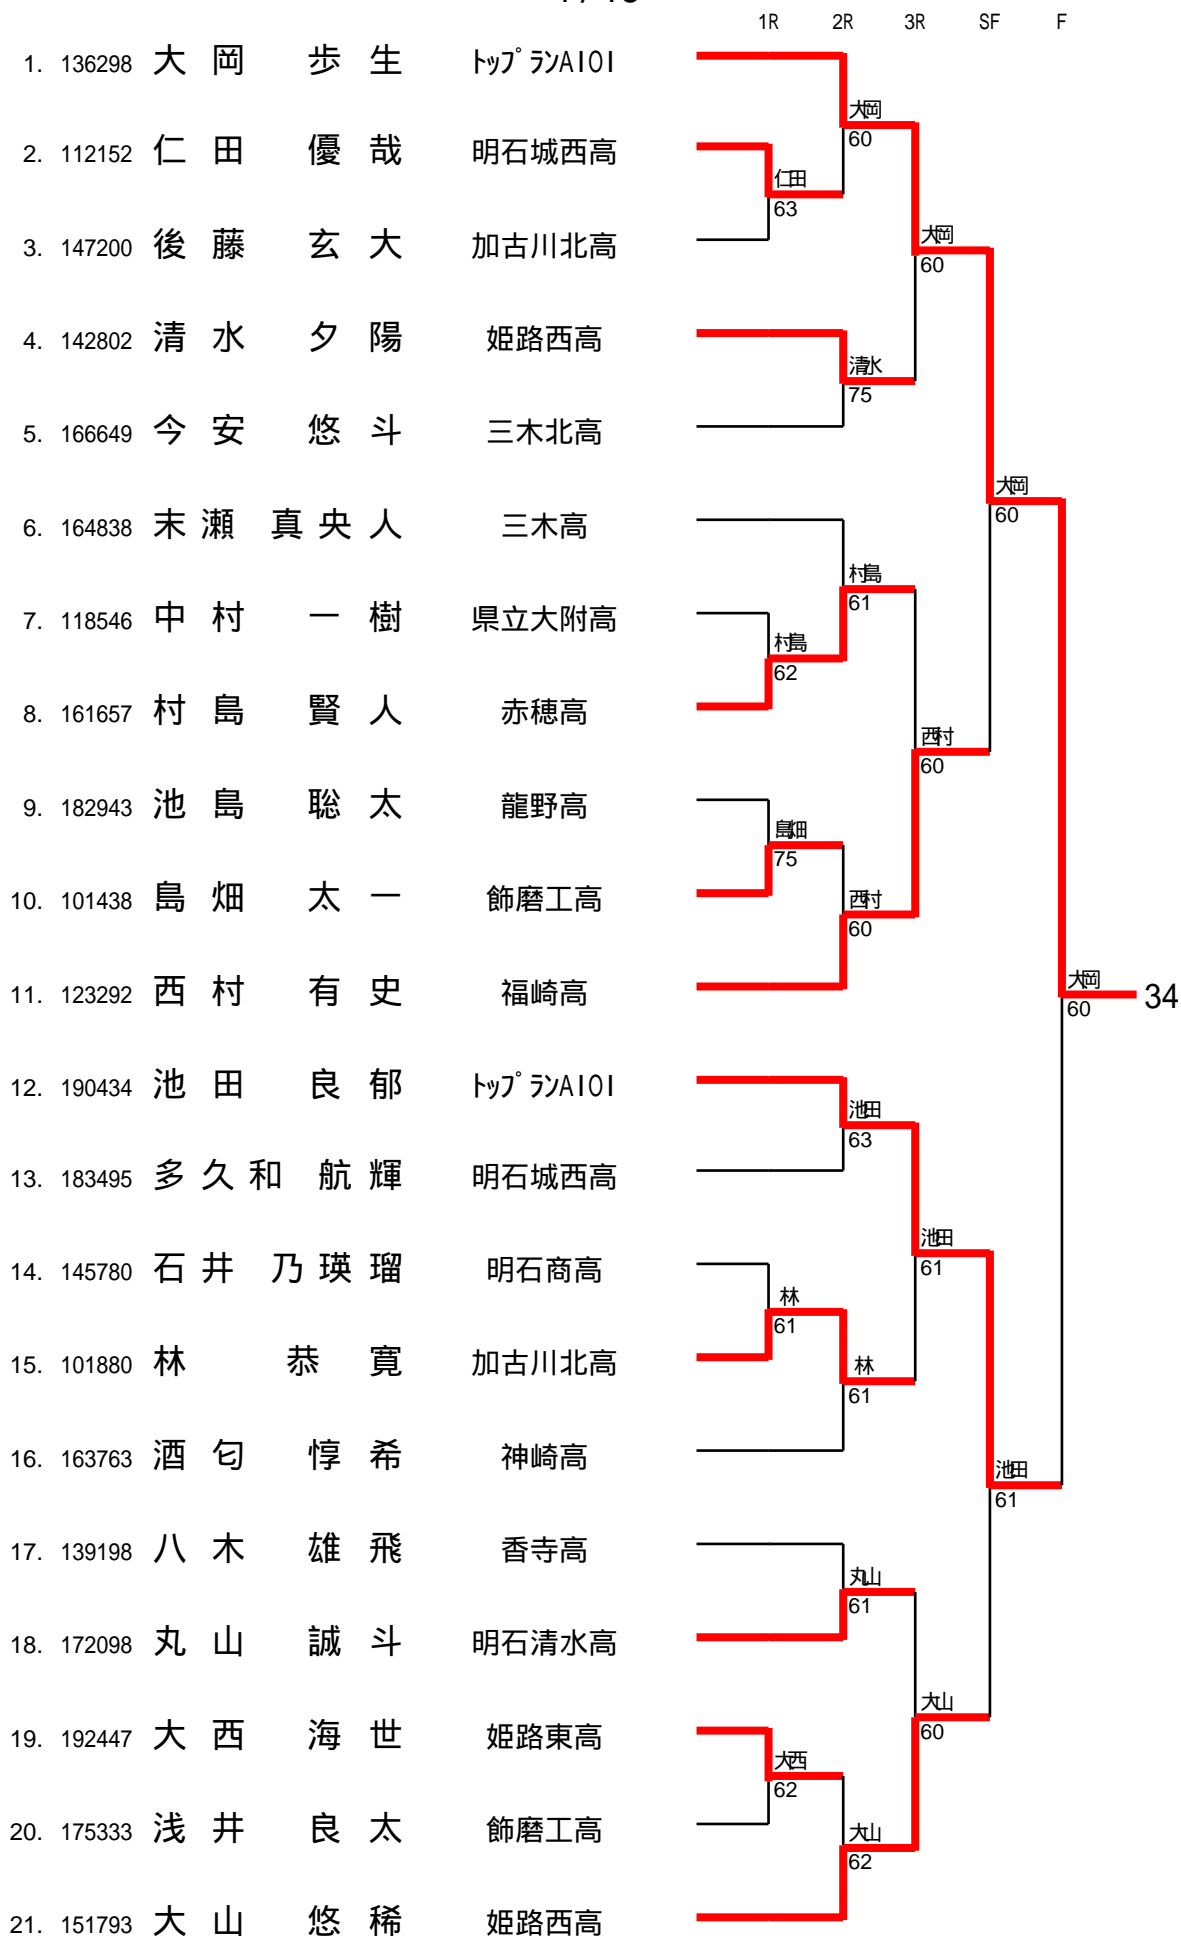 1R 2R 3R SF F
1. 136298 大岡 歩生 トップランAIOI
大岡
60
2. 112152 仁田 優哉 明石城西高
仁田
63
3. 147200 後藤 玄大 加古川北高
大岡
60
4. 142802 清水 夕陽 姫路西高
清水
75
5. 166649 今安 悠斗 三木北高
大岡
60
6. 164838 末瀬 真央人 三木高
村島
61
7. 118546 中村 一樹 県立大附高
村島
62
8. 161657 村島 賢人 赤穂高
西村
60
9. 182943 池島 聡太 龍野高
島畑
75
10. 101438 島畑 太一 飾磨工高
西村
60
11. 123292 西村 有史 福崎高
大岡
60
34
12. 190434 池田 良郁 トップランAIOI
池田
63
13. 183495 多久和 航輝 明石城西高
池田
61
14. 145780 石井 乃瑛瑠 明石商高
林
61
15. 101880 林 恭寛 加古川北高
林
61
16. 163763 酒匂 惇希 神崎高
池田
61
17. 139198 八木 雄飛 香寺高
丸山
61
18. 172098 丸山 誠斗 明石清水高
大山
60
19. 192447 大西 海世 姫路東高
大西
62
20. 175333 浅井 良太 飾磨工高
大山
62
21. 151793 大山 悠稀 姫路西高